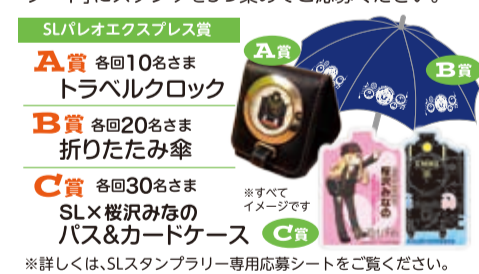 SLパレオエクスプレス賞
A賞 各回10名さま
トラベルクロック
B賞 各回20名さま
折りたたみ傘
C賞 各回30名さま
SL×桜沢みなの
パス&カードケース
A賞
B賞
桜沢みなの
※すべて
イメージです
C賞
※詳しくは、SLスタンプラリー専用応募シートをご覧ください。